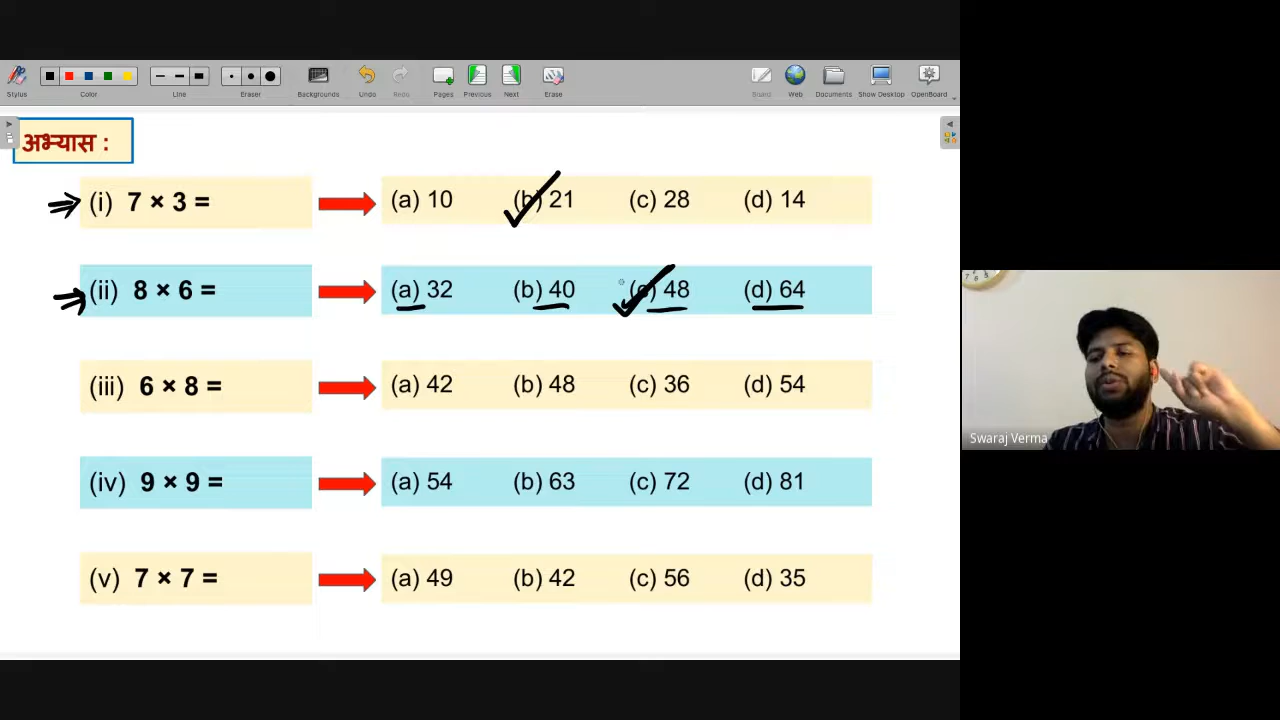 Stylus Color Line Eraser Backgrounds Undo Redo Pages Previous Next Erase Board Web Documents Show Desktop OpenBoard
अभ्यास :
(i) 7 × 3 = (a) 10 (b) 21 (c) 28 (d) 14
(ii) 8 × 6 = (a) 32 (b) 40 (c) 48 (d) 64
(iii) 6 × 8 = (a) 42 (b) 48 (c) 36 (d) 54
Swaraj Verma
(iv) 9 × 9 = (a) 54 (b) 63 (c) 72 (d) 81
(v) 7 × 7 = (a) 49 (b) 42 (c) 56 (d) 35